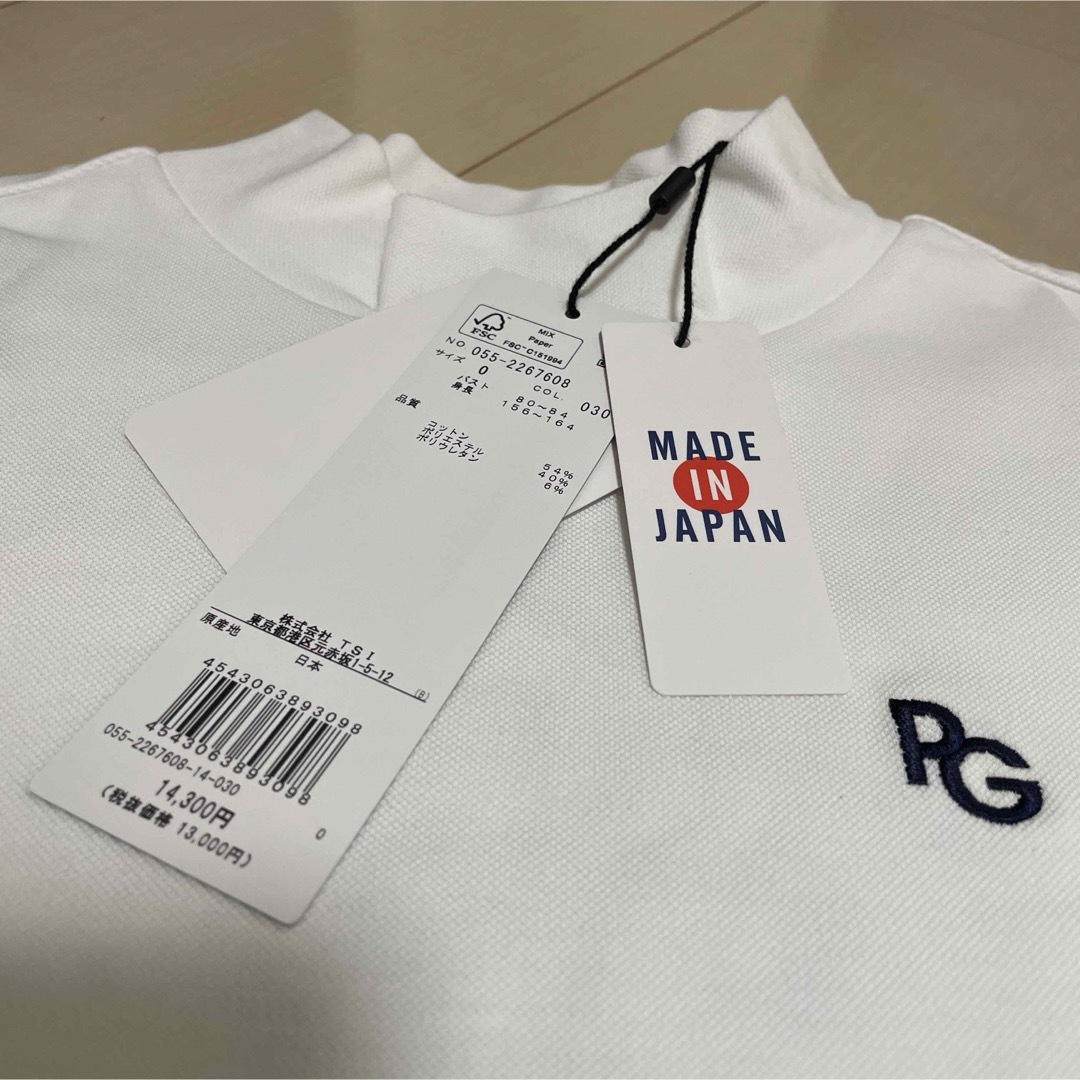 MIX
Paper
FSC™ C151994
FSC
NO 055-2267608
サイズ 0 COL. 030
バスト 80～84
身長 156～164
品質
コットン 54%
ポリエステル 40%
ポリウレタン 6%
株式会社 TSI
東京都港区元赤坂1-5-12
原産地 日本 (B)
4543063893098
4543063893098
055-2267608-14-030
14,300円
(税抜価格 13,000円)
0
MADE
IN
JAPAN
PG